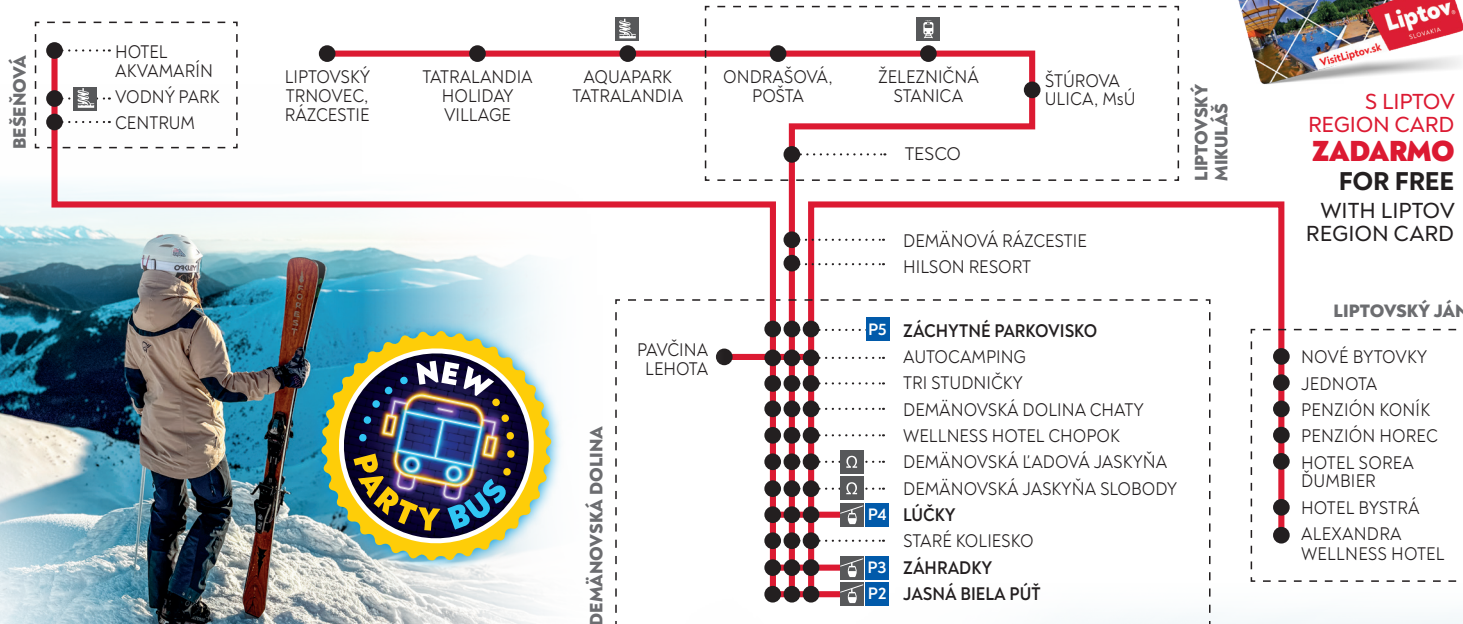 BEŠEŇOVÁ
HOTEL
AKVAMARÍN
VODNÝ PARK
CENTRUM
LIPTOVSKÝ
TRNOVEC,
RÁZCESTIE
TATRALANDIA
HOLIDAY
VILLAGE
AQUAPARK
TATRALANDIA
ONDRAŠOVÁ,
POŠTA
ŽELEZNIČNÁ
STANICA
ŠTÚROVA
ULICA, MsÚ
TESCO
LIPTOVSKÝ
MIKULÁŠ
Liptov
SLOVAKIA
VisitLiptov.sk
S LIPTOV
REGION CARD
ZADARMO
FOR FREE
WITH LIPTOV
REGION CARD
DEMÄNOVÁ RÁZCESTIE
HILSON RESORT
OAKLEY
NEW
PARTY BUS
DEMÄNOVSKÁ DOLINA
PAVČINA
LEHOTA
P5 ZÁCHYTNÉ PARKOVISKO
AUTOCAMPING
TRI STUDNIČKY
DEMÄNOVSKÁ DOLINA CHATY
WELLNESS HOTEL CHOPOK
DEMÄNOVSKÁ ĽADOVÁ JASKYŇA
DEMÄNOVSKÁ JASKYŇA SLOBODY
P4 LÚČKY
STARÉ KOLIESKO
P3 ZÁHRADKY
P2 JASNÁ BIELA PÚŤ
LIPTOVSKÝ JÁN
NOVÉ BYTOVKY
JEDNOTA
PENZIÓN KONÍK
PENZIÓN HOREC
HOTEL SOREA
ĎUMBIER
HOTEL BYSTRÁ
ALEXANDRA
WELLNESS HOTEL